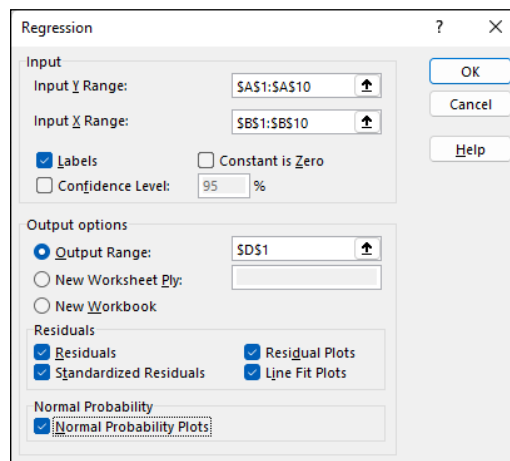 Regression ? ×
Input
Input Y Range: $A$1:$A$10 OK
Cancel
Input X Range: $B$1:$B$10
Help
Labels Constant is Zero
Confidence Level: 95 %
Output options
Output Range: $D$1
New Worksheet Ply:
New Workbook
Residuals
Residuals Residual Plots
Standardized Residuals Line Fit Plots
Normal Probability
Normal Probability Plots